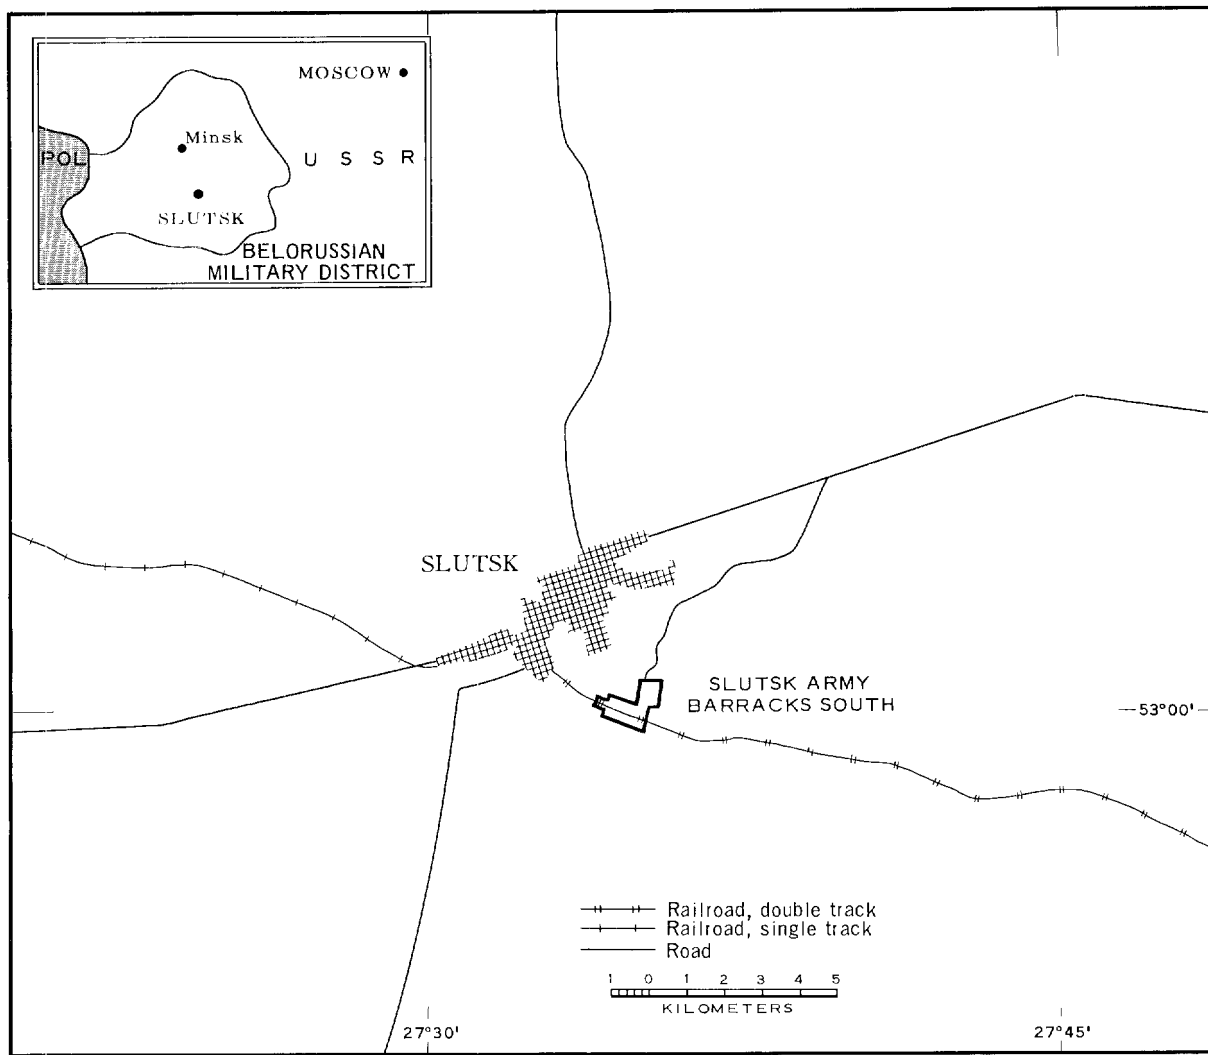 MOSCOW
Minsk
POL
U S S R
SLUTSK
BELORUSSIAN
MILITARY DISTRICT
SLUTSK
SLUTSK ARMY
BARRACKS SOUTH
53°00'
Railroad, double track
Railroad, single track
Road
1 0 1 2 3 4 5
KILOMETERS
27°30' 27°45'